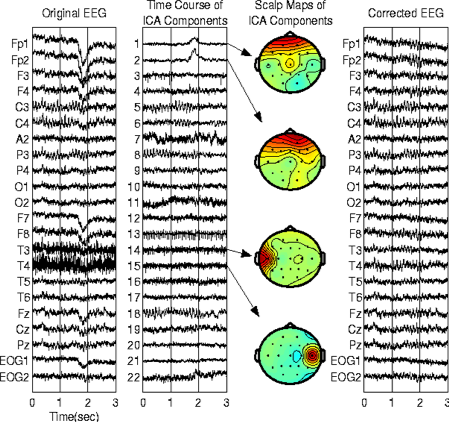 Original EEG
Time Course of
ICA Components
Scalp Maps of
ICA Components
Corrected EEG
Fp1
Fp2
F3
F4
C3
C4
A2
P3
P4
O1
O2
F7
F8
T3
T4
T5
T6
Fz
Cz
Pz
EOG1
EOG2
0 1 2 3
Time(sec)
1
2
3
4
5
6
7
8
9
10
11
12
13
14
15
16
17
18
19
20
21
22
0 1 2 3
Fp1
Fp2
F3
F4
C3
C4
A2
P3
P4
O1
O2
F7
F8
T3
T4
T5
T6
Fz
Cz
Pz
EOG1
EOG2
0 1 2 3